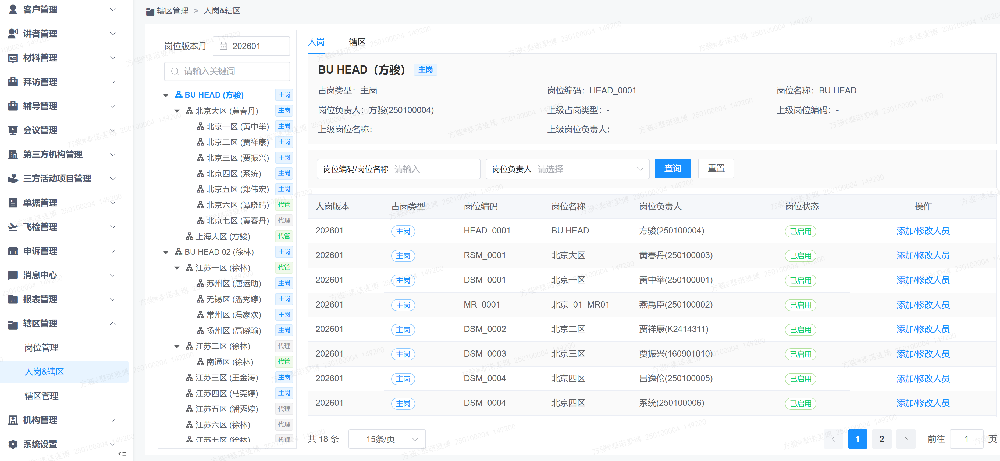 客户管理
讲者管理
材料管理
拜访管理
辅导管理
会议管理
第三方机构管理
三方活动项目管理
单据管理
飞检管理
申诉管理
消息中心
报表管理
辖区管理
岗位管理
人岗&辖区
辖区管理
机构管理
系统设置
辖区管理 > 人岗&辖区
岗位版本月 202601
请输入关键词
BU HEAD (方骏) 主岗
北京大区 (黄春丹) 主岗
北京一区 (黄中举) 主岗
北京二区 (贾祥康) 主岗
北京三区 (贾振兴) 主岗
北京四区 (系统) 主岗
北京五区 (郑伟宏) 主岗
北京六区 (谭晓晴) 代管
北京七区 (黄春丹) 代理
上海大区 (方骏) 代管
BU HEAD 02 (徐林) 主岗
江苏一区 (徐林) 代管
苏州区 (唐运助) 主岗
无锡区 (潘秀婷) 主岗
常州区 (冯家欢) 主岗
扬州区 (高晓瑜) 主岗
江苏二区 (徐林) 代理
南通区 (徐林) 代管
江苏三区 (王金涛) 主岗
江苏四区 (马莞婷) 主岗
江苏五区 (潘秀婷) 代理
江苏六区 (徐林) 代理
江苏七区 (徐林) 代理
人岗 辖区
BU HEAD（方骏） 主岗
占岗类型：主岗 岗位编码：HEAD_0001 岗位名称：BU HEAD
岗位负责人：方骏(250100004) 上级占岗类型：- 上级岗位编码：-
上级岗位名称：- 上级岗位负责人：-
岗位编码/岗位名称 请输入 岗位负责人 请选择 查询 重置
人岗版本 占岗类型 岗位编码 岗位名称 岗位负责人 岗位状态 操作
202601 主岗 HEAD_0001 BU HEAD 方骏(250100004) 已启用 添加/修改人员
202601 主岗 RSM_0001 北京大区 黄春丹(250100003) 已启用 添加/修改人员
202601 主岗 DSM_0001 北京一区 黄中举(250100001) 已启用 添加/修改人员
202601 主岗 MR_0001 北京_01_MR01 燕禹臣(250100002) 已启用 添加/修改人员
202601 主岗 DSM_0002 北京二区 贾祥康(K2414311) 已启用 添加/修改人员
202601 主岗 DSM_0003 北京三区 贾振兴(160901010) 已启用 添加/修改人员
202601 主岗 DSM_0004 北京四区 吕逸伦(250100005) 已启用 添加/修改人员
202601 主岗 DSM_0004 北京四区 系统(250100006) 已启用 添加/修改人员
共 18 条 15条/页 1 2 前往 1 页
方骏@泰诺麦博 250100004 149200